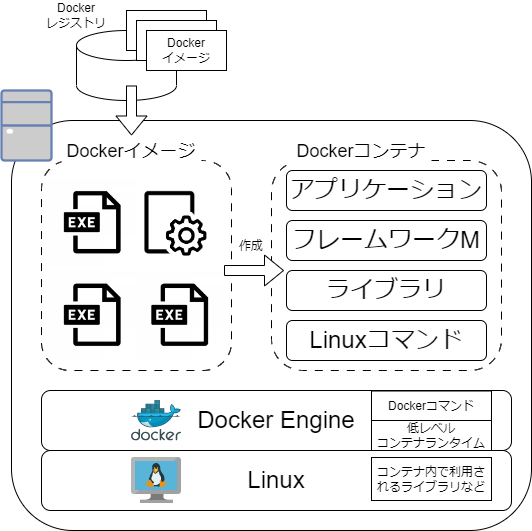 Docker
レジストリ
Docker
イメージ
Dockerイメージ
Dockerコンテナ
アプリケーション
EXE
フレームワークM
作成
ライブラリ
EXE
EXE
Linuxコマンド
Docker Engine
Dockerコマンド
低レベル
コンテナランタイム
docker
Linux
コンテナ内で利用さ
れるライブラリなど